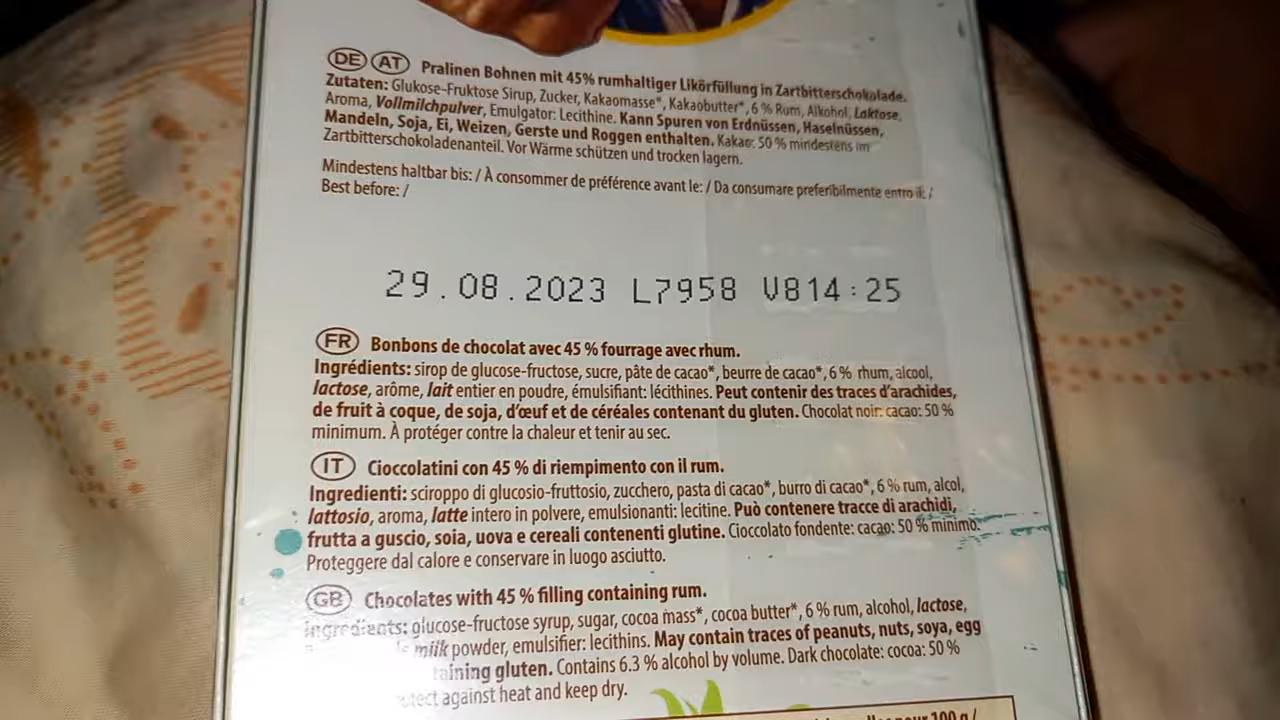 DE AT Pralinen Bohnen mit 45% rumhaltiger Likörfüllung in Zartbitterschokolade.
Zutaten: Glukose-Fruktose Sirup, Zucker, Kakaomasse*, Kakaobutter*, 6 % Rum, Alkohol, Laktose,
Aroma, Vollmilchpulver, Emulgator: Lecithine. Kann Spuren von Erdnüssen, Haselnüssen,
Mandeln, Soja, Ei, Weizen, Gerste und Roggen enthalten. Kakao: 50 % mindestens im
Zartbitterschokoladenanteil. Vor Wärme schützen und trocken lagern.
Mindestens haltbar bis: / À consommer de préférence avant le: / Da consumare preferibilmente entro il: /
Best before: /
29.08.2023 L7958 V814:25
FR Bonbons de chocolat avec 45 % fourrage avec rhum.
Ingrédients: sirop de glucose-fructose, sucre, pâte de cacao*, beurre de cacao*, 6 % rhum, alcool,
lactose, arôme, lait entier en poudre, émulsifiant: lécithines. Peut contenir des traces d'arachides,
de fruit à coque, de soja, d'œuf et de céréales contenant du gluten. Chocolat noir: cacao: 50 %
minimum. À protéger contre la chaleur et tenir au sec.
IT Cioccolatini con 45 % di riempimento con il rum.
Ingredienti: sciroppo di glucosio-fruttosio, zucchero, pasta di cacao*, burro di cacao*, 6 % rum, alcol,
lattosio, aroma, latte intero in polvere, emulsionanti: lecitine. Può contenere tracce di arachidi,
frutta a guscio, soia, uova e cereali contenenti glutine. Cioccolato fondente: cacao: 50 % minimo.
Proteggere dal calore e conservare in luogo asciutto.
GB Chocolates with 45 % filling containing rum.
Ingredients: glucose-fructose syrup, sugar, cocoa mass*, cocoa butter*, 6 % rum, alcohol, lactose,
milk powder, emulsifier: lecithins. May contain traces of peanuts, nuts, soya, egg
taining gluten. Contains 6.3 % alcohol by volume. Dark chocolate: cocoa: 50 %
otect against heat and keep dry.
pour 100 g /